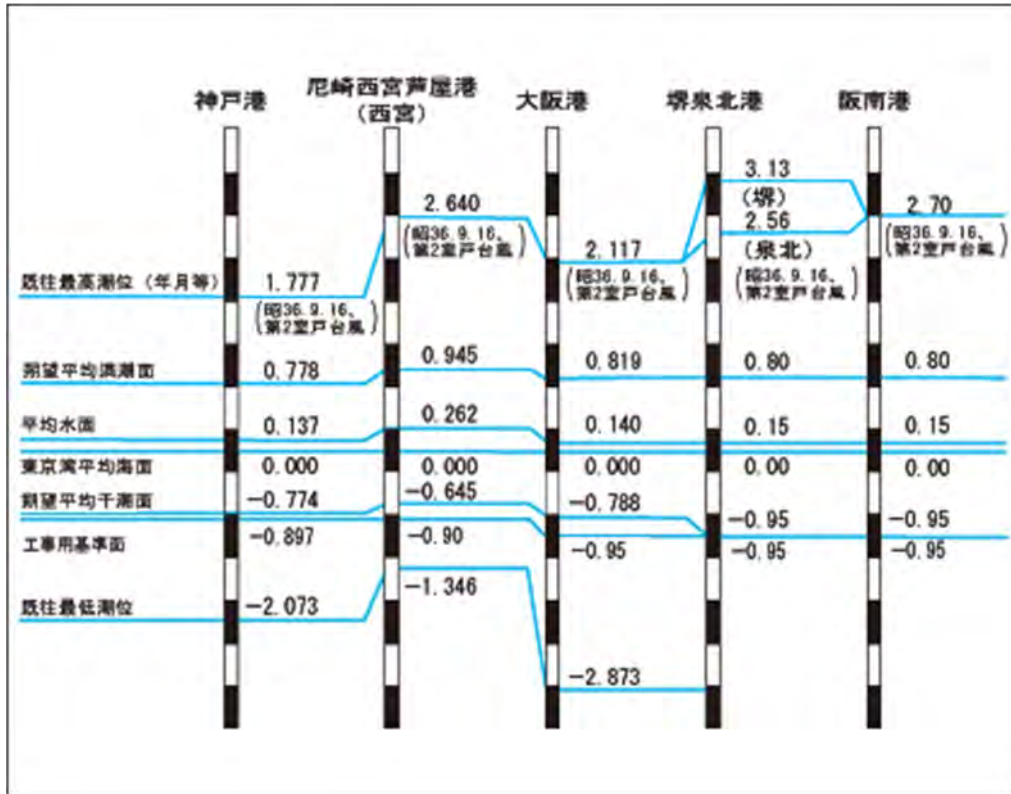 神戸港
尼崎西宮芦屋港
(西宮)
大阪港
堺泉北港
阪南港
既往最高潮位(年月等)
1.777
(昭36.9.16、
第2室戸台風)
2.640
(昭36.9.16、
第2室戸台風)
2.117
(昭36.9.16、
第2室戸台風)
3.13
(堺)
2.56
(泉北)
(昭36.9.16、
第2室戸台風)
2.70
(昭36.9.16、
第2室戸台風)
朔望平均満潮面
0.778
0.945
0.819
0.80
0.80
平均水面
0.137
0.262
0.140
0.15
0.15
東京湾平均海面
0.000
0.000
0.000
0.00
0.00
朔望平均干潮面
-0.774
-0.645
-0.788
-0.95
-0.95
工事用基準面
-0.897
-0.90
-0.95
-0.95
-0.95
既往最低潮位
-2.073
-1.346
-2.873